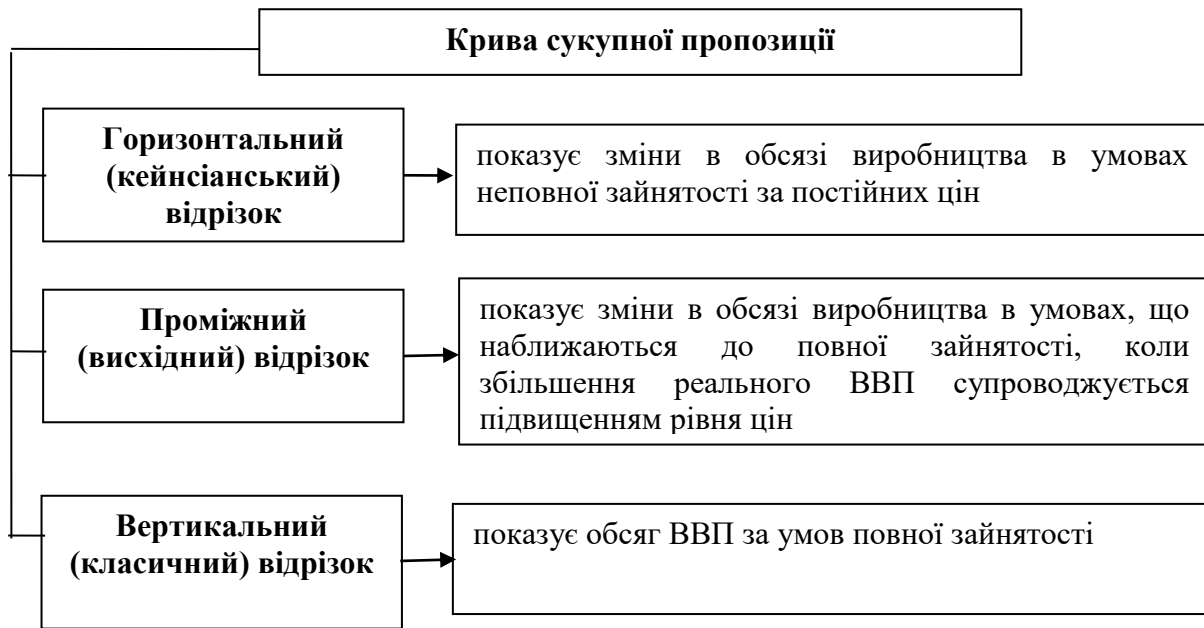 Крива сукупної пропозиції
Горизонтальний
(кейнсіанський)
відрізок
показує зміни в обсязі виробництва в умовах
неповної зайнятості за постійних цін
Проміжний
(висхідний) відрізок
показує зміни в обсязі виробництва в умовах, що
наближаються до повної зайнятості, коли
збільшення реального ВВП супроводжується
підвищенням рівня цін
Вертикальний
(класичний) відрізок
показує обсяг ВВП за умов повної зайнятості